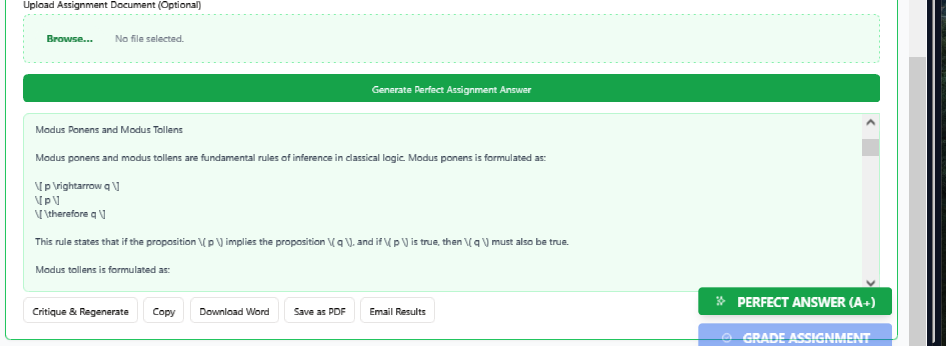 Upload Assignment Document (Optional)
Browse... No file selected.
Generate Perfect Assignment Answer
Modus Ponens and Modus Tollens
Modus ponens and modus tollens are fundamental rules of inference in classical logic. Modus ponens is formulated as:
\[ p \rightarrow q \]
\[ p \]
\[ \therefore q \]
This rule states that if the proposition \( p \) implies the proposition \( q \), and if \( p \) is true, then \( q \) must also be true.
Modus tollens is formulated as:
Critique & Regenerate Copy Download Word Save as PDF Email Results
PERFECT ANSWER (A+)
GRADE ASSIGNMENT